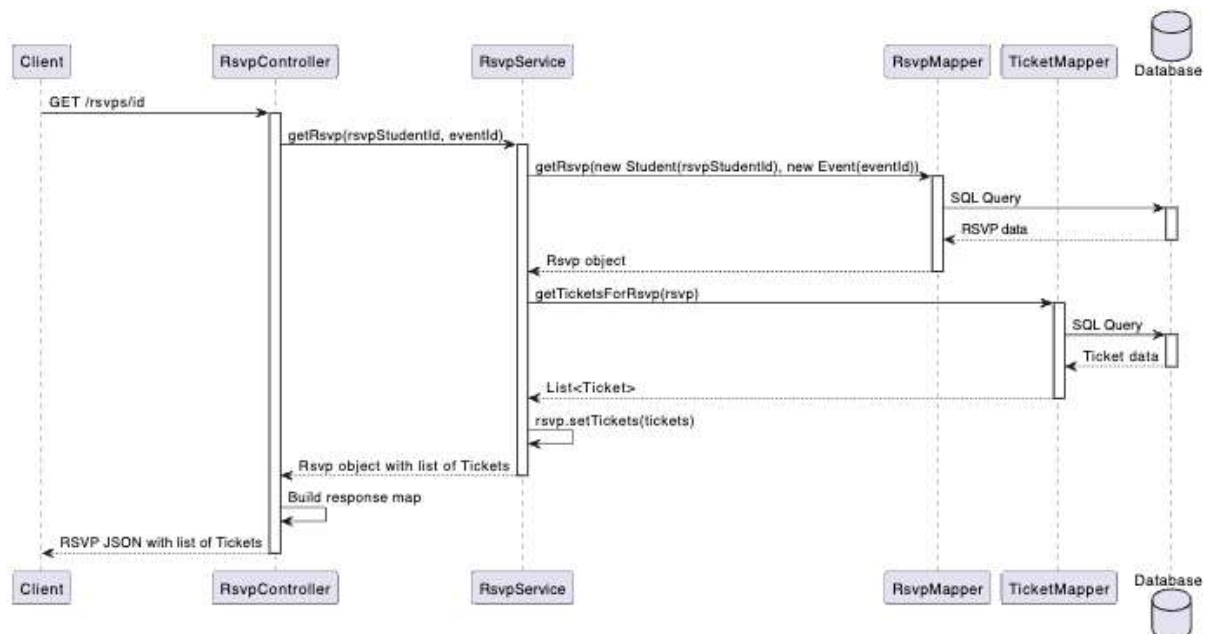 Client
RsvpController
RsvpService
RsvpMapper
TicketMapper
Database
GET /rsvps/id
getRsvp(rsvpStudentId, eventId)
getRsvp(new Student(rsvpStudentId), new Event(eventId))
SQL Query
RSVP data
Rsvp object
getTicketsForRsvp(rsvp)
SQL Query
Ticket data
List<Ticket>
rsvp.setTickets(tickets)
Rsvp object with list of Tickets
Build response map
RSVP JSON with list of Tickets
Client
RsvpController
RsvpService
RsvpMapper
TicketMapper
Database